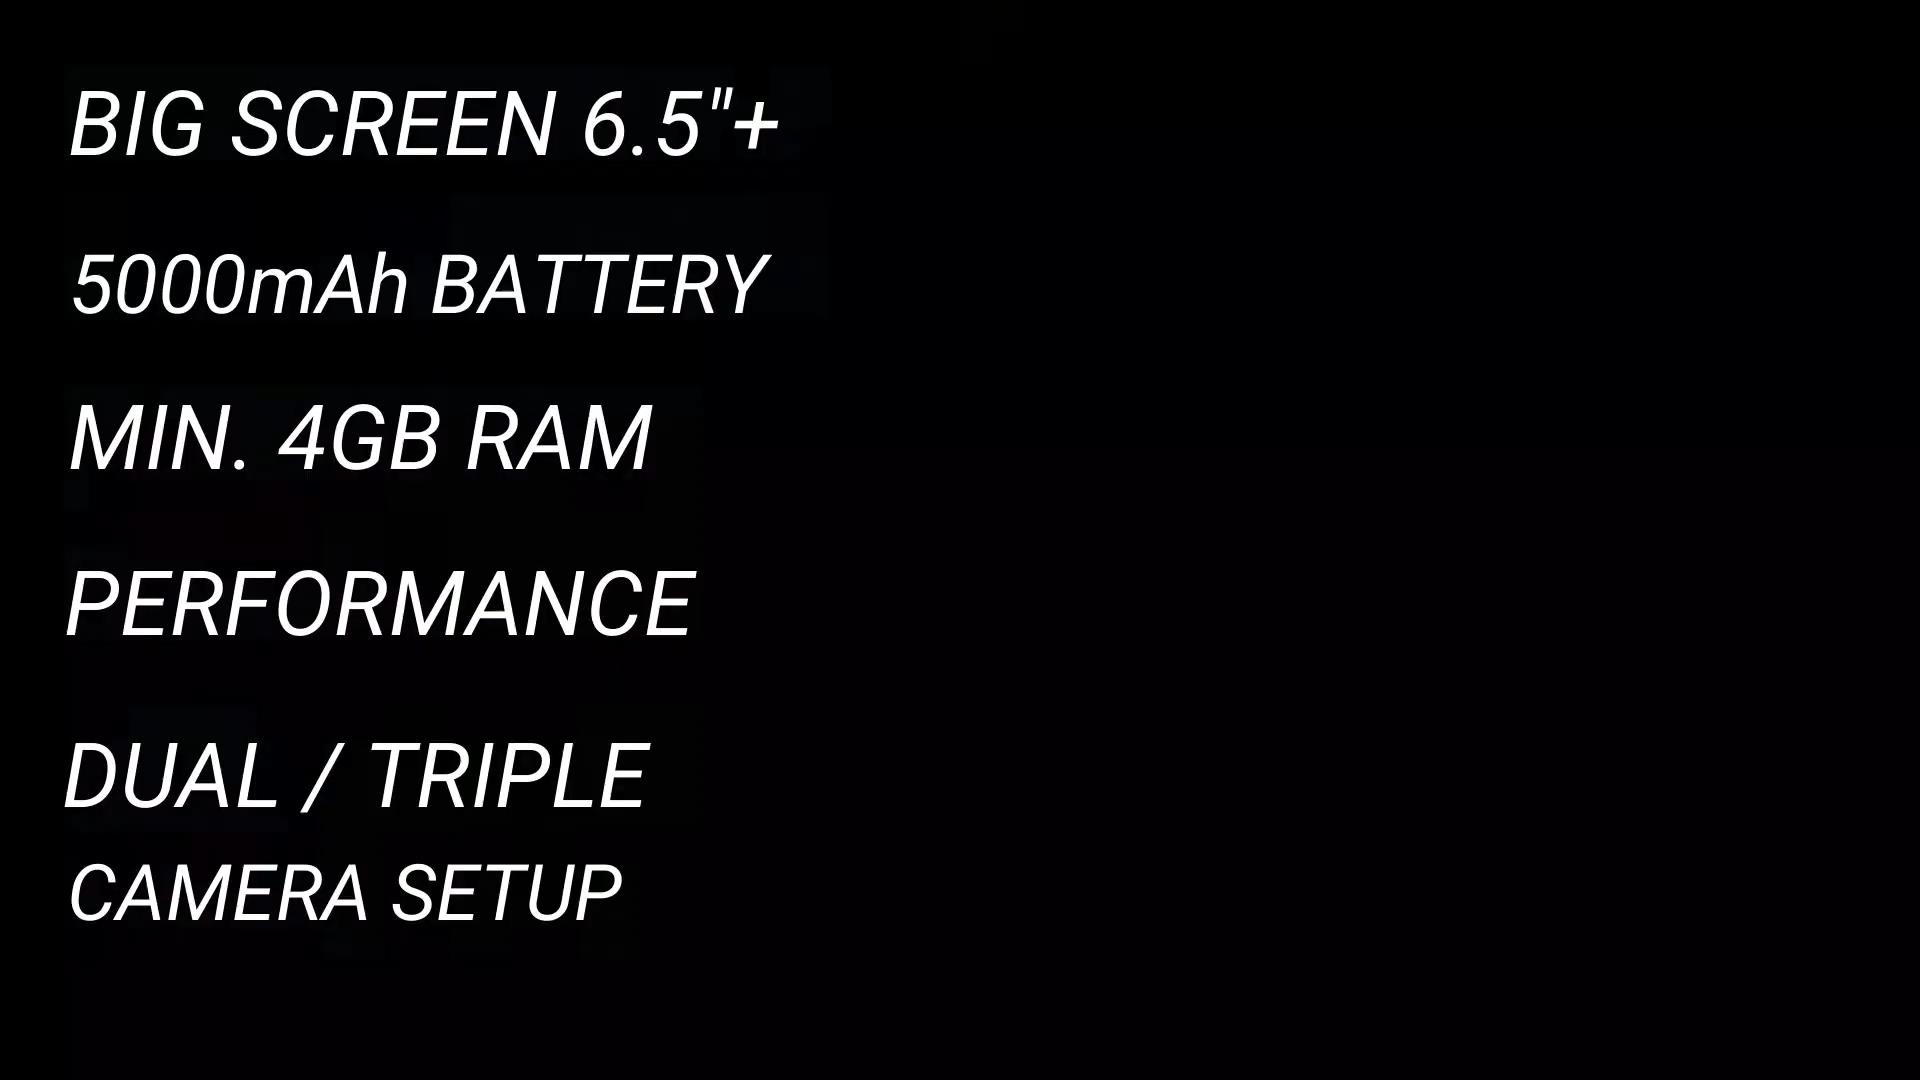 BIG SCREEN 6.5"+
5000mAh BATTERY
MIN. 4GB RAM
PERFORMANCE
DUAL / TRIPLE
CAMERA SETUP